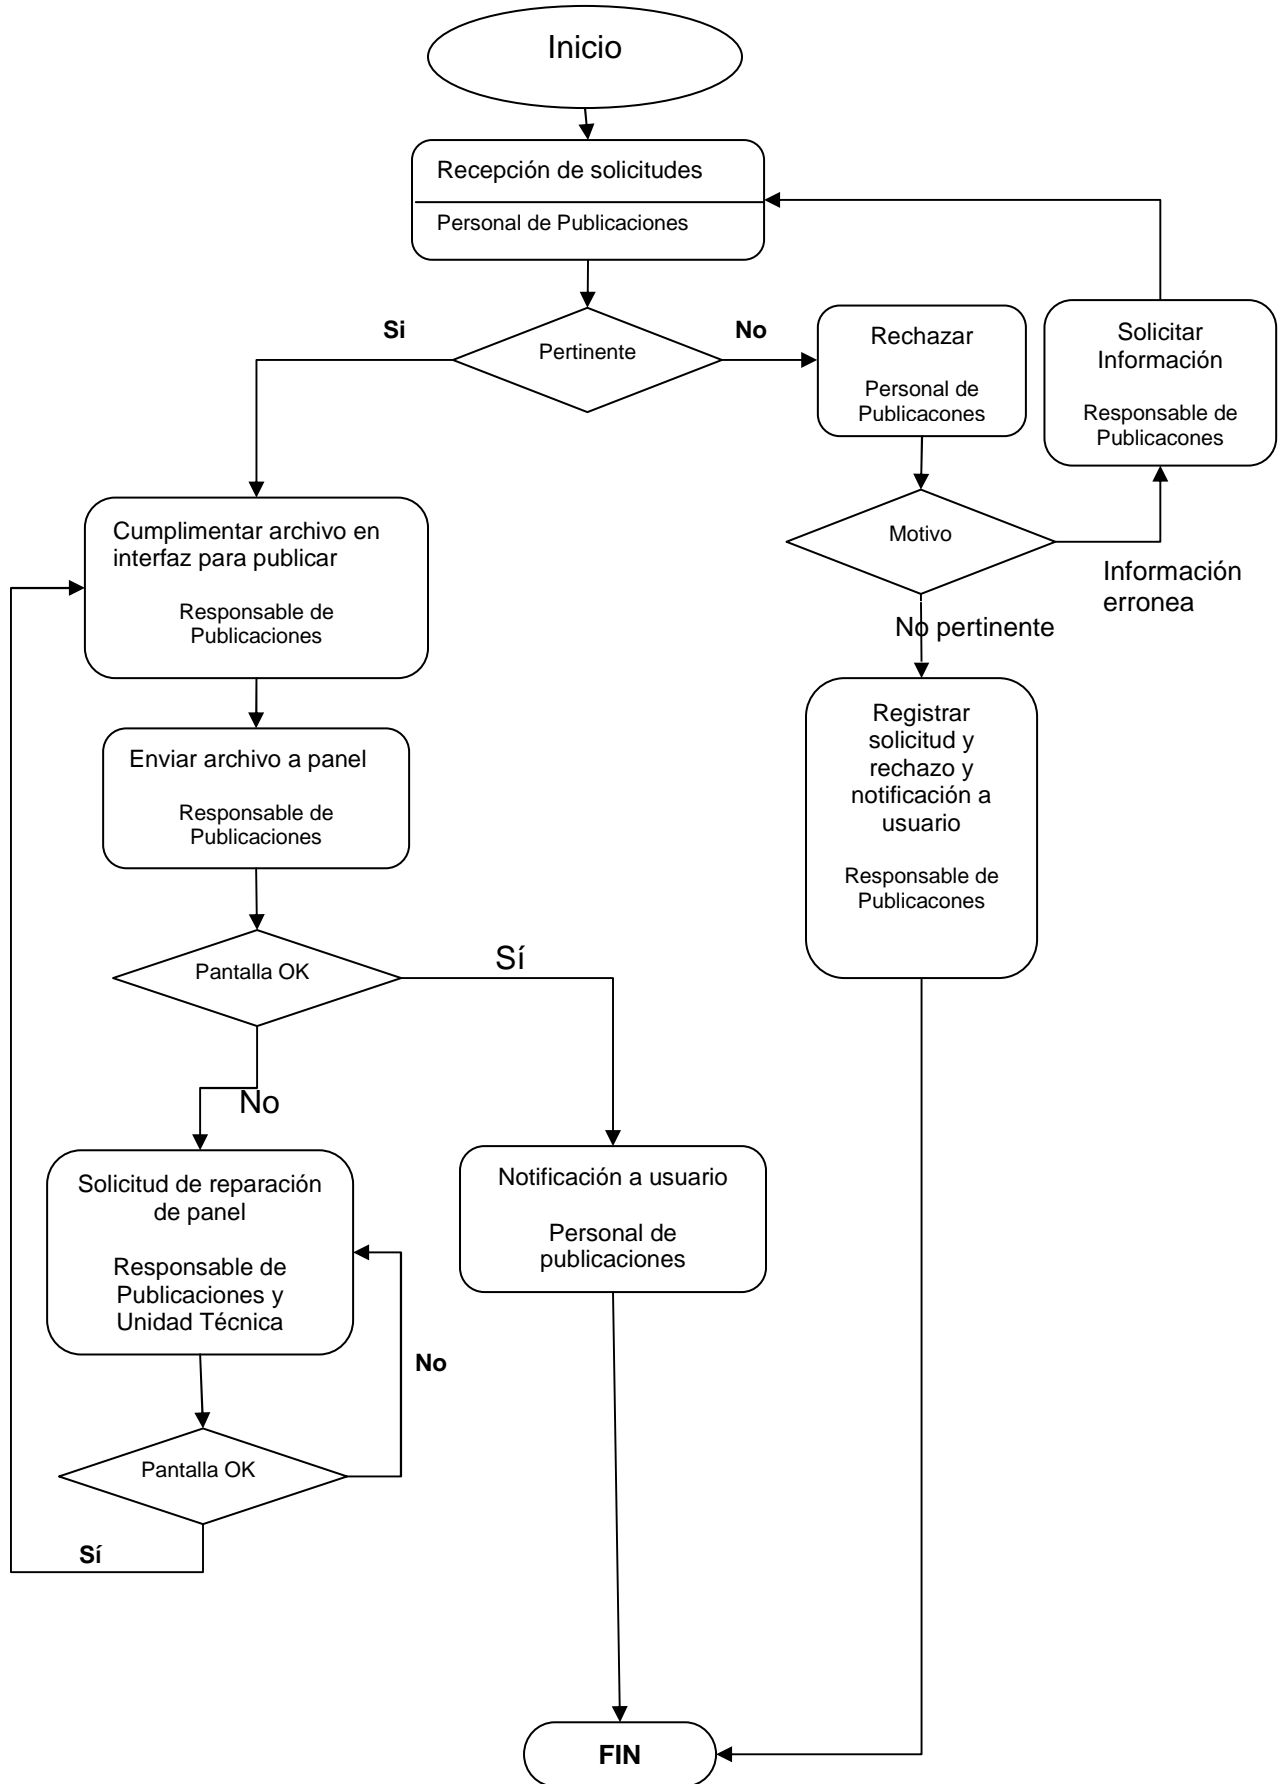 Inicio
Recepción de solicitudes
Personal de Publicaciones
Si
Pertinente
No
Rechazar
Personal de
Publicacones
Solicitar
Información
Responsable de
Publicacones
Motivo
Información
erronea
No pertinente
Cumplimentar archivo en
interfaz para publicar
Responsable de
Publicaciones
Enviar archivo a panel
Responsable de
Publicaciones
Registrar
solicitud y
rechazo y
notificación a
usuario
Responsable de
Publicacones
Pantalla OK
Sí
No
Solicitud de reparación
de panel
Responsable de
Publicaciones y
Unidad Técnica
Notificación a usuario
Personal de
publicaciones
No
Pantalla OK
Sí
FIN